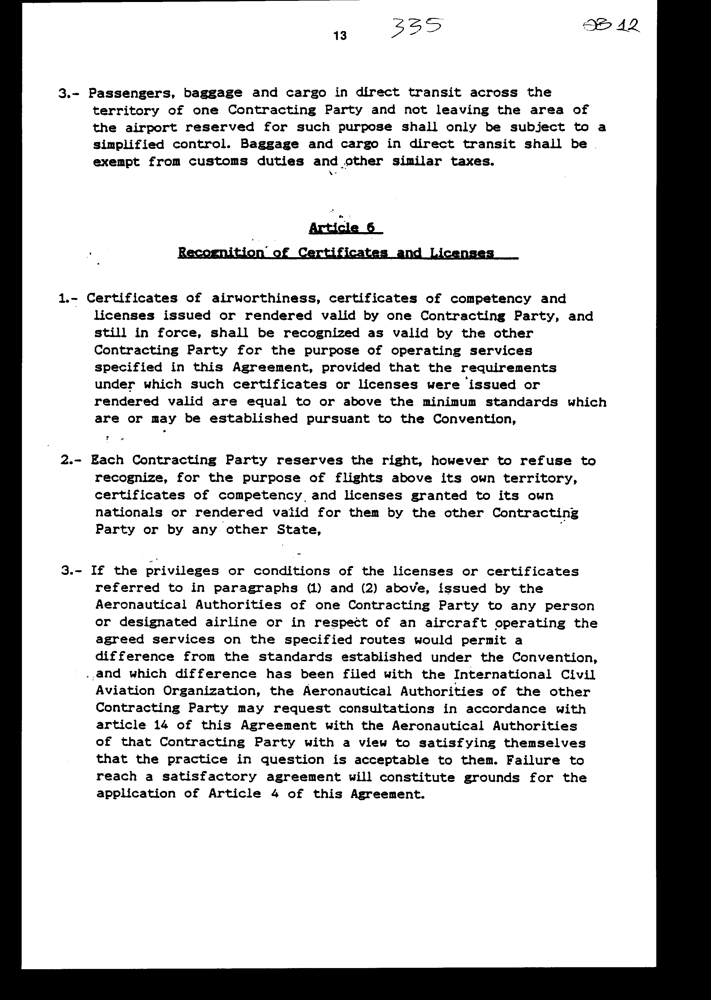 13
335
12
3.- Passengers, baggage and cargo in direct transit across the
territory of one Contracting Party and not leaving the area of
the airport reserved for such purpose shall only be subject to a
simplified control. Baggage and cargo in direct transit shall be
exempt from customs duties and other similar taxes.
Article 6
Recognition of Certificates and Licenses
1.- Certificates of airworthiness, certificates of competency and
licenses issued or rendered valid by one Contracting Party, and
still in force, shall be recognized as valid by the other
Contracting Party for the purpose of operating services
specified in this Agreement, provided that the requirements
under which such certificates or licenses were issued or
rendered valid are equal to or above the minimum standards which
are or may be established pursuant to the Convention,
2.- Each Contracting Party reserves the right, however to refuse to
recognize, for the purpose of flights above its own territory,
certificates of competency and licenses granted to its own
nationals or rendered valid for them by the other Contracting
Party or by any other State,
3.- If the privileges or conditions of the licenses or certificates
referred to in paragraphs (1) and (2) above, issued by the
Aeronautical Authorities of one Contracting Party to any person
or designated airline or in respect of an aircraft operating the
agreed services on the specified routes would permit a
difference from the standards established under the Convention,
and which difference has been filed with the International Civil
Aviation Organization, the Aeronautical Authorities of the other
Contracting Party may request consultations in accordance with
article 14 of this Agreement with the Aeronautical Authorities
of that Contracting Party with a view to satisfying themselves
that the practice in question is acceptable to them. Failure to
reach a satisfactory agreement will constitute grounds for the
application of Article 4 of this Agreement.